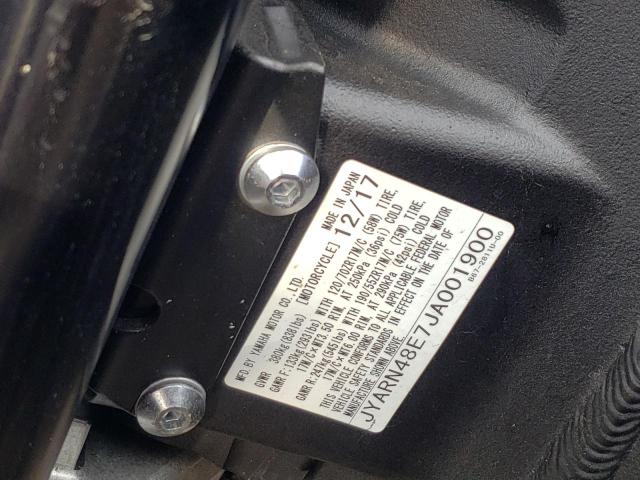 MFD.BY YAMAHA MOTOR CO.,LTD. MADE IN JAPAN
[MOTORCYCLE] 12/17
GVWR 380kg(838lbs)
GAWR F:133kg(293lbs) WITH 120/70ZR17M/C (58W) TIRE,
17M/C×MT3.50 RIM, AT 250kPa (36psi) COLD
GAWR R:247kg(545lbs) WITH 190/55ZR17M/C (75W) TIRE,
17M/C×MT6.00 RIM, AT 290kPa (42psi) COLD
THIS VEHICLE CONFORMS TO ALL APPLICABLE FEDERAL MOTOR
VEHICLE SAFETY STANDARDS IN EFFECT ON THE DATE OF
MANUFACTURE SHOWN ABOVE.
JYARN48E7JA001900
B67-2811U-00